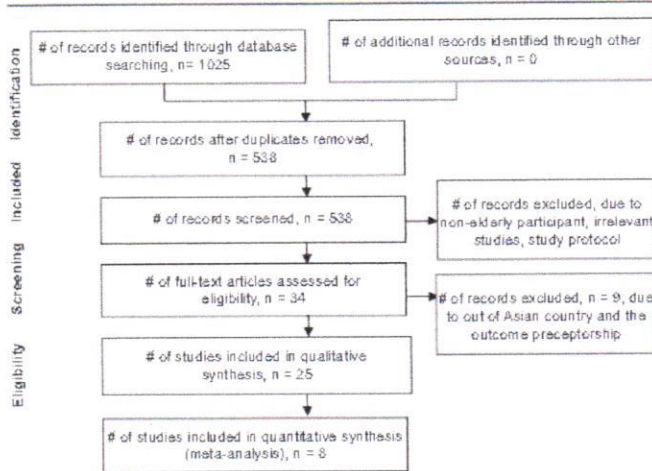 # of records identified through database
searching, n= 1025
# of additional records identified through other
sources, n = 0
# of records after duplicates removed,
n = 538
# of records screened, n = 538
# of records excluded, due to
non-elderly participant, irrelevant
studies, study protocol
# of full-text articles assessed for
eligibility, n = 34
# of records excluded, n = 9, due
to out of Asian country and the
outcome preceptorship
# of studies included in qualitative
synthesis, n = 25
# of studies included in quantitative synthesis
(meta-analysis), n = 8
Identification
Included
Screening
Eligibility